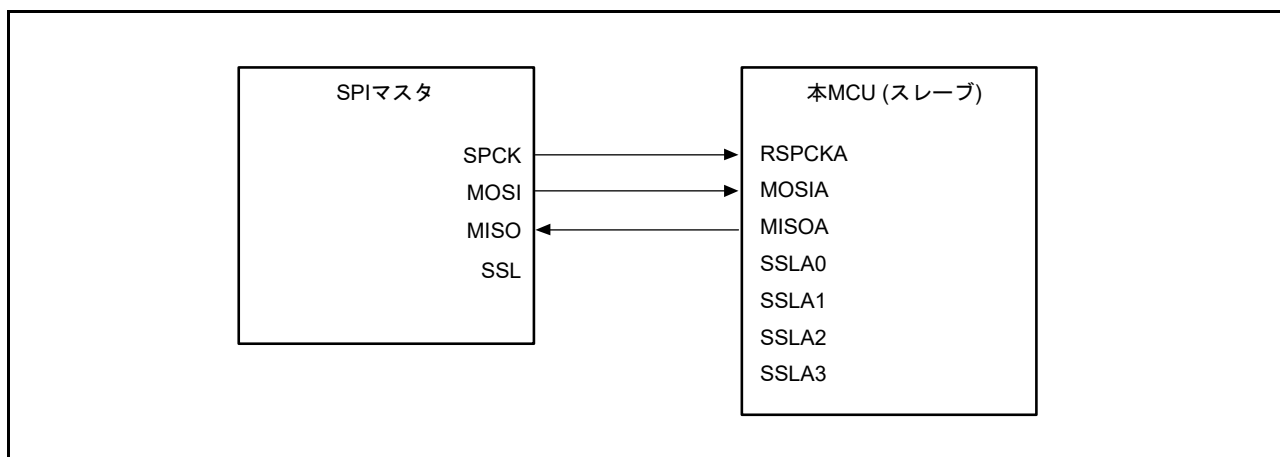 SPIマスタ
SPCK
MOSI
MISO
SSL
本MCU (スレーブ)
RSPCKA
MOSIA
MISOA
SSLA0
SSLA1
SSLA2
SSLA3